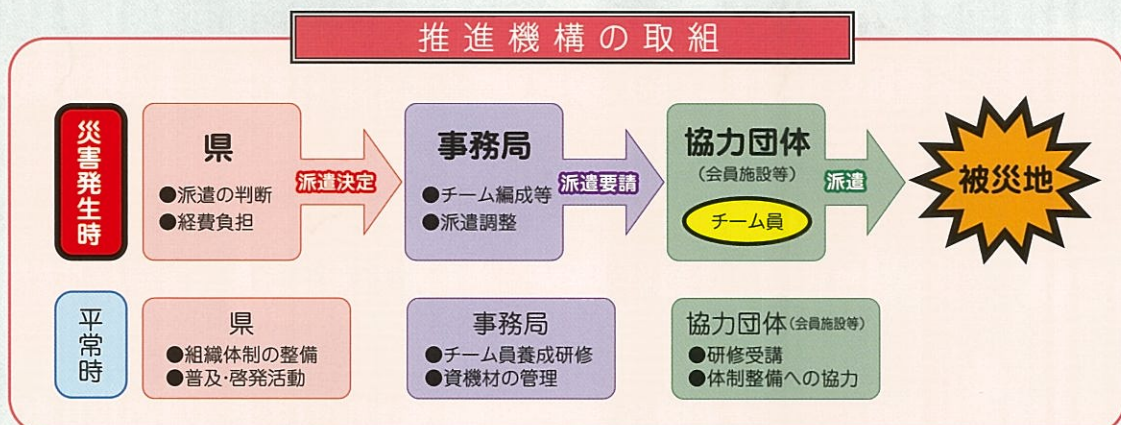 推進機構の取組
災害発生時
県
●派遣の判断
●経費負担
派遣決定
事務局
●チーム編成等
●派遣調整
派遣要請
協力団体
(会員施設等)
チーム員
派遣
被災地
平常時
県
●組織体制の整備
●普及・啓発活動
事務局
●チーム員養成研修
●資機材の管理
協力団体(会員施設等)
●研修受講
●体制整備への協力